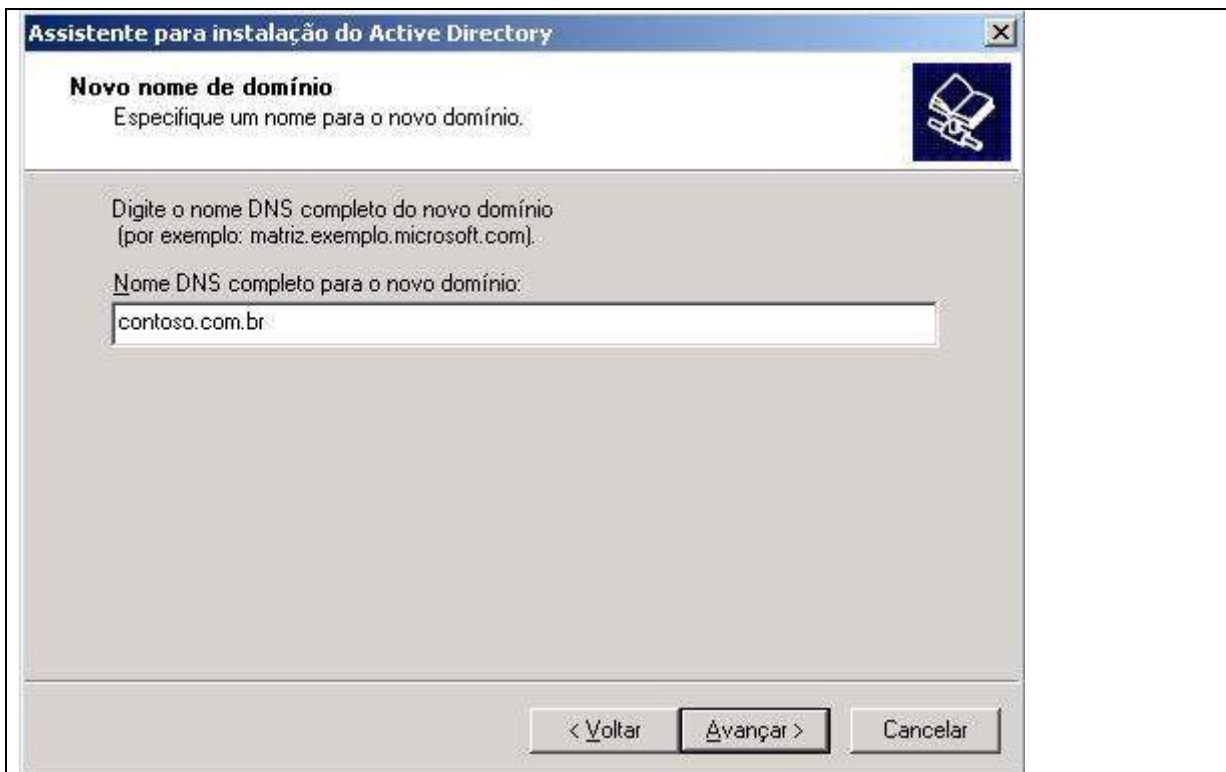 Assistente para instalação do Active Directory
Novo nome de domínio
Especifique um nome para o novo domínio.
Digite o nome DNS completo do novo domínio
(por exemplo: matriz.exemplo.microsoft.com).
Nome DNS completo para o novo domínio:
contoso.com.br
< Voltar Avançar > Cancelar